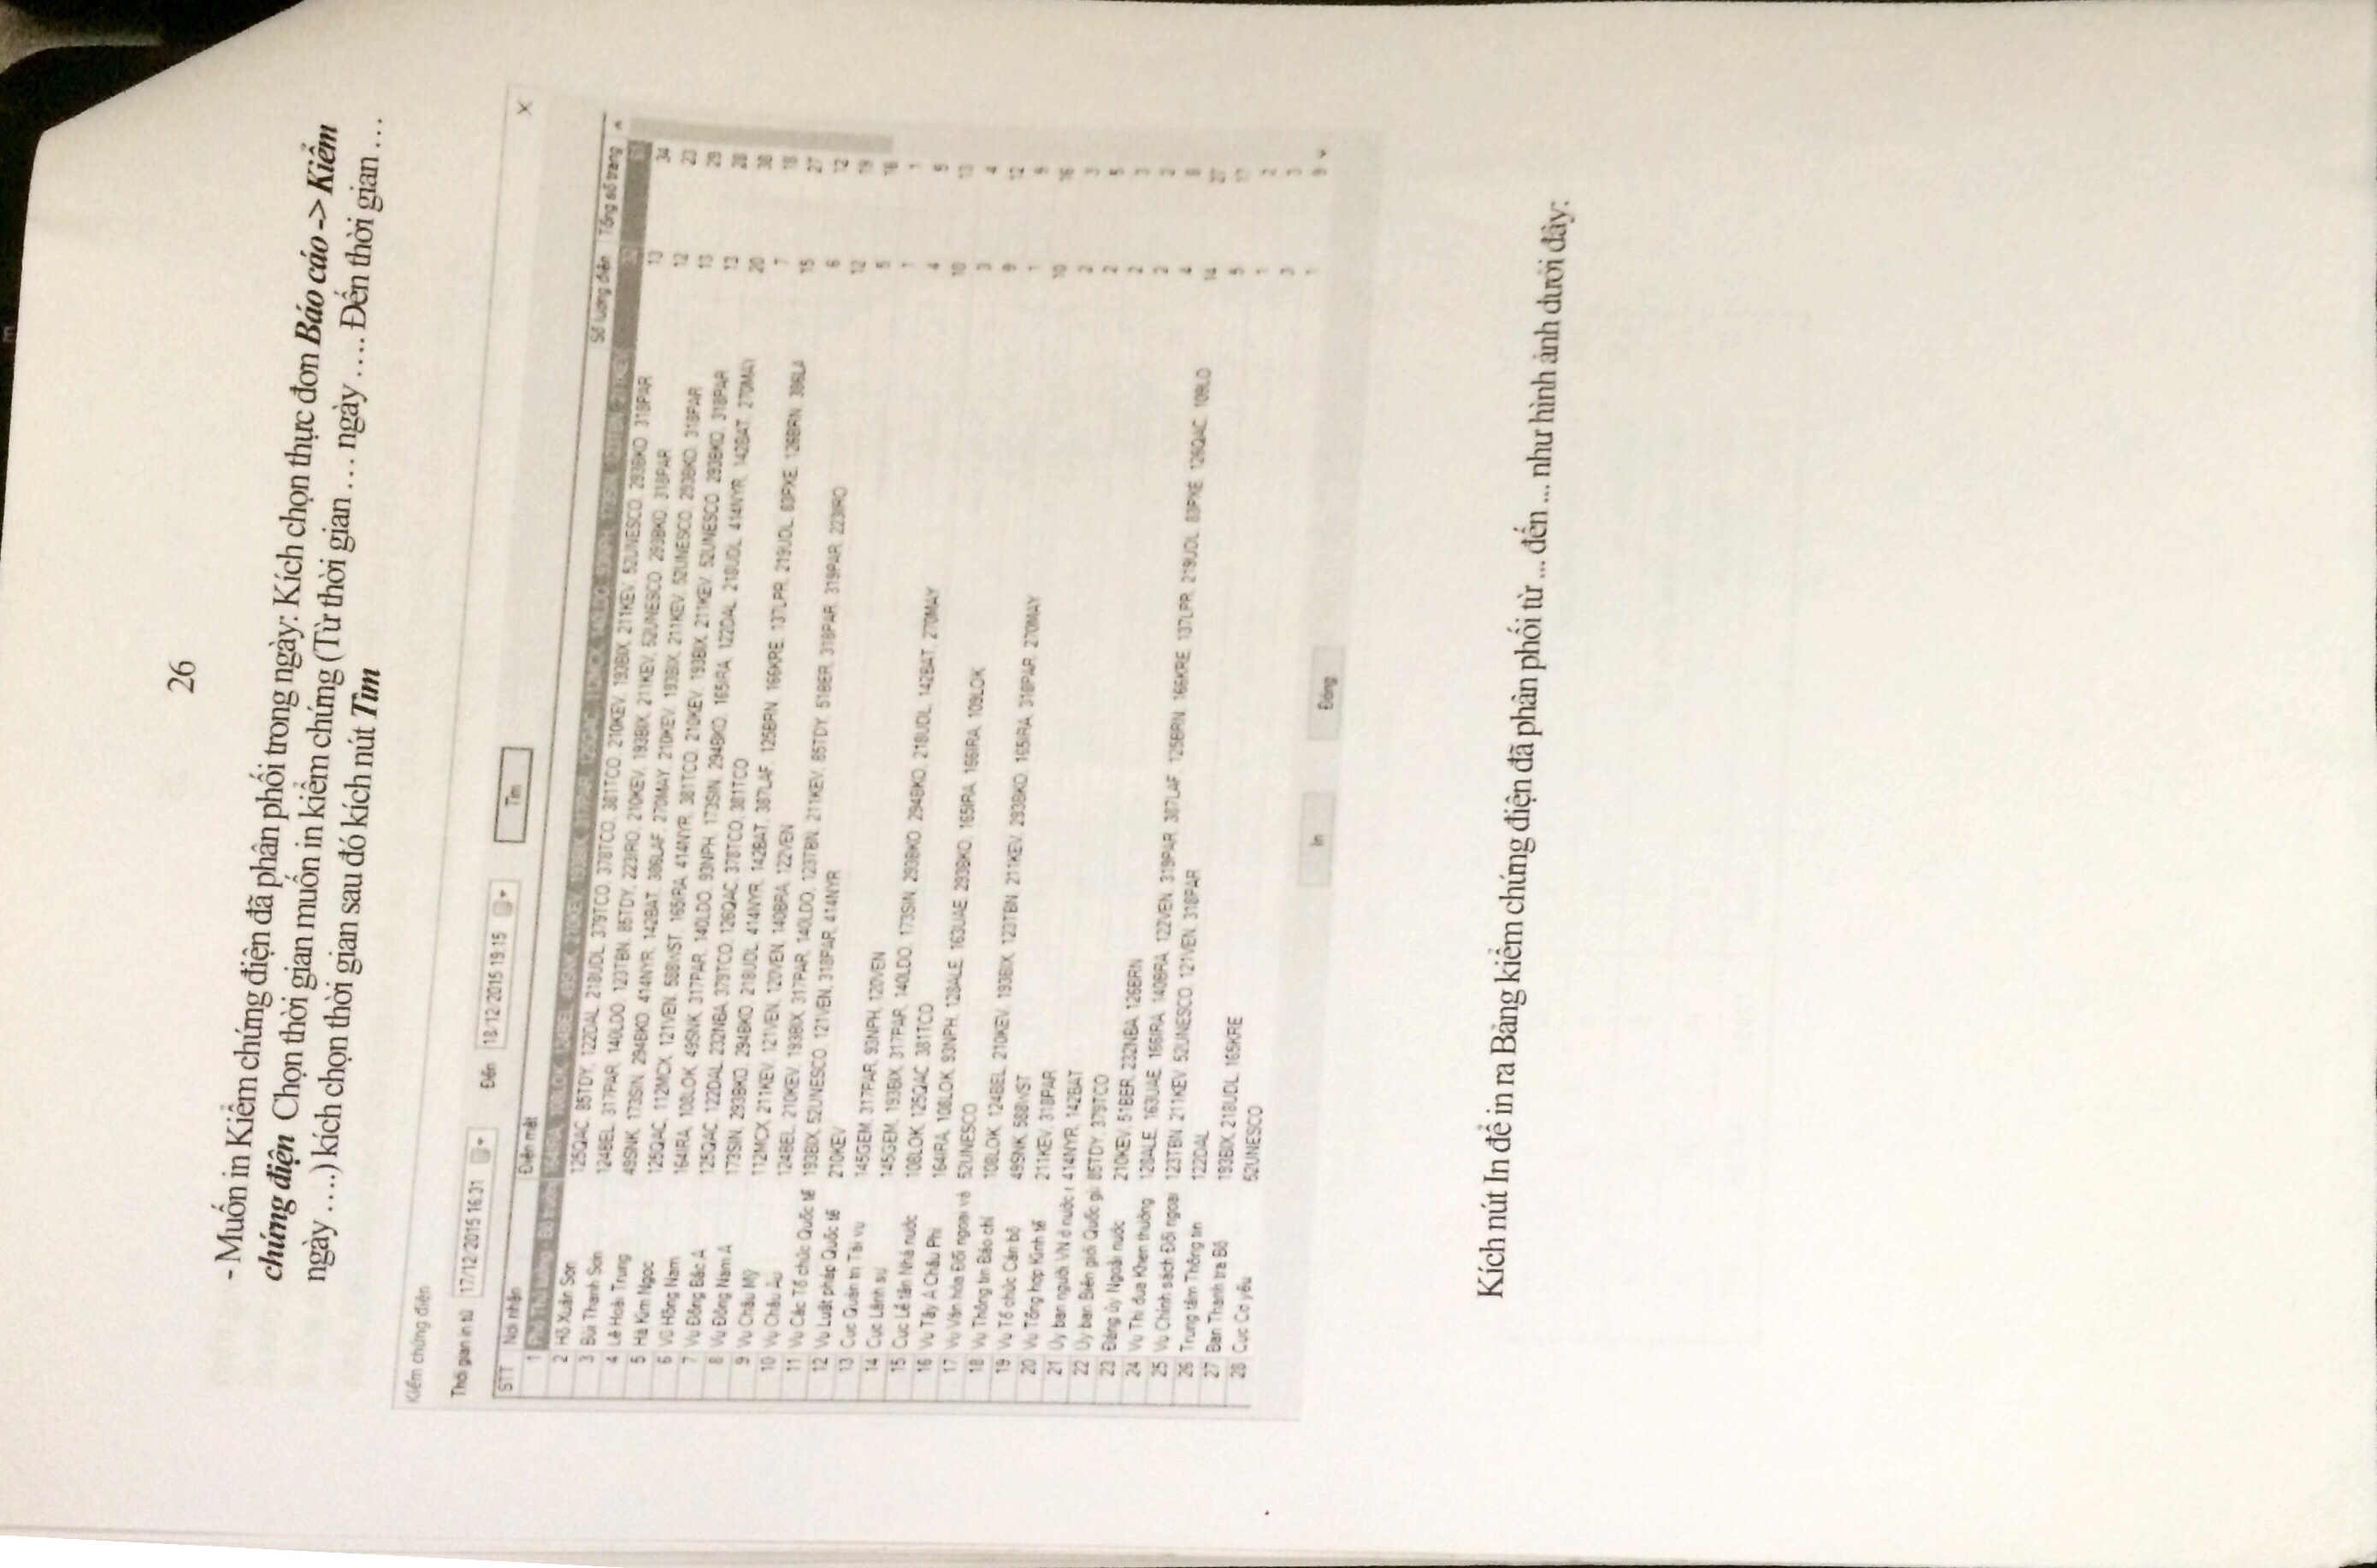 26
- Muốn in Kiểm chứng điện đã phân phối trong ngày: Kích chọn thực đơn Báo cáo -> Kiểm
chứng điện Chọn thời gian muốn in kiểm chứng (Từ thời gian … ngày …. Đến thời gian …
ngày ….) kích chọn thời gian sau đó kích nút Tìm
Kiểm chứng điện
Thời gian in từ 17/12/2015 16:31 Đến 18/12/2015 19:15 Tìm
STT Nơi nhận Điện mật Số lượng điện Tổng số trang
1 Phó Thủ tướng - Bộ trưởng 164IRA, 108LOK, 124BEL, 49SNK, 210KEV, 193BIX, 317PAR, 125QAC, 112MCX, 140LDO, 93NPH, 173SIN, 121TBN, 211KEV
2 Hồ Xuân Sơn 125QAC, 85TDY, 122DAL, 218UDL, 379TCO, 378TCO, 381TCO, 210KEV, 193BIX, 211KEV, 52UNESCO, 293BKO, 318PAR 13 34
3 Bùi Thanh Sơn 124BEL, 317PAR, 140LDO, 123TBN, 85TDY, 223IRO, 210KEV, 193BIX, 211KEV, 52UNESCO, 293BKO, 318PAR 12 23
4 Lê Hoài Trung 49SNK, 173SIN, 294BKO, 414NYR, 142BAT, 386LAF, 270MAY, 210KEV, 193BIX, 211KEV, 52UNESCO, 293BKO, 318PAR 13 29
5 Hà Kim Ngọc 125QAC, 112MCX, 121VEN, 588WST, 165IRA, 414NYR, 381TCO, 210KEV, 193BIX, 211KEV, 52UNESCO, 293BKO, 318PAR 13 28
6 Vũ Hồng Nam 164IRA, 108LOK, 49SNK, 317PAR, 140LDO, 93NPH, 173SIN, 294BKO, 165IRA, 122DAL, 218UDL, 414NYR, 142BAT, 270MAY 20 38
7 Vụ Đông Bắc Á 125QAC, 122DAL, 232NBA, 379TCO, 126QAC, 378TCO, 381TCO 7 18
8 Vụ Đông Nam Á 173SIN, 293BKO, 294BKO, 218UDL, 414NYR, 142BAT, 387LAF, 125BRN, 166KRE, 137LPR, 219UDL, 83PXE, 126BRN, 386LA 15 27
9 Vụ Châu Mỹ 112MCX, 211KEV, 121VEN, 120VEN, 140BRA, 122VEN 6 12
10 Vụ Châu Âu 124BEL, 210KEV, 193BIX, 317PAR, 140LDO, 123TBN, 211KEV, 85TDY, 51BER, 318PAR, 319PAR, 223IRO 12 19
11 Vụ Các Tổ chức Quốc tế 193BIX, 52UNESCO, 121VEN, 318PAR, 414NYR 5 16
12 Vụ Luật pháp Quốc tế 210KEV 1 1
13 Cục Quản trị Tài vụ 145GEM, 317PAR, 93NPH, 120VEN 4 5
14 Cục Lãnh sự 145GEM, 193BIX, 317PAR, 140LDO, 173SIN, 293BKO, 294BKO, 218UDL, 142BAT, 270MAY 10 13
15 Cục Lễ tân Nhà nước 108LOK, 125QAC, 381TCO 3 4
16 Vụ Tây Á Châu Phi 164IRA, 108LOK, 93NPH, 128ALE, 163UAE, 293BKO, 165IRA, 166IRA, 109LOK 9 12
17 Vụ Văn hóa Đối ngoại và 52UNESCO 1 9
18 Vụ Thông tin Báo chí 108LOK, 124BEL, 210KEV, 193BIX, 123TBN, 211KEV, 293BKO, 165IRA, 318PAR, 270MAY 10 16
19 Vụ Tổ chức Cán bộ 49SNK, 588WST 2 3
20 Vụ Tổng hợp Kinh tế 211KEV, 318PAR 2 5
21 Ủy ban người VN ở nước 414NYR, 142BAT 2 3
22 Ủy ban Biên giới Quốc gi 85TDY, 379TCO 2 2
23 Đảng ủy Ngoài nước 210KEV, 51BER, 232NBA, 126BRN 4 8
24 Vụ Thi đua Khen thưởng 128ALE, 163UAE, 166IRA, 140BRA, 122VEN, 319PAR, 387LAF, 125BRN, 166KRE, 137LPR, 219UDL, 83PXE, 126QAC, 109LO 14 27
25 Vụ Chính sách Đối ngoại 123TBN, 211KEV, 52UNESCO, 121VEN, 318PAR 5 17
26 Trung tâm Thông tin 122DAL 1 2
27 Ban Thanh tra Bộ 193BIX, 218UDL, 165KRE 3 3
28 Cục Cơ yếu 52UNESCO 1 9
In Đóng
Kích nút In để in ra Bảng kiểm chứng điện đã phân phối từ ... đến ... như hình ảnh dưới đây: